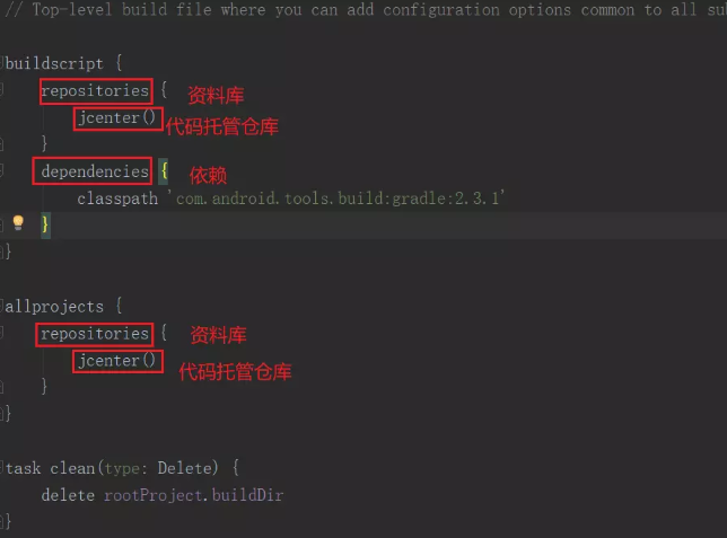 // Top-level build file where you can add configuration options common to all su
buildscript {
repositories { 资料库
jcenter() 代码托管仓库
}
dependencies { 依赖
classpath 'com.android.tools.build:gradle:2.3.1'
}
}
allprojects {
repositories { 资料库
jcenter() 代码托管仓库
}
}
task clean(type: Delete) {
delete rootProject.buildDir
}